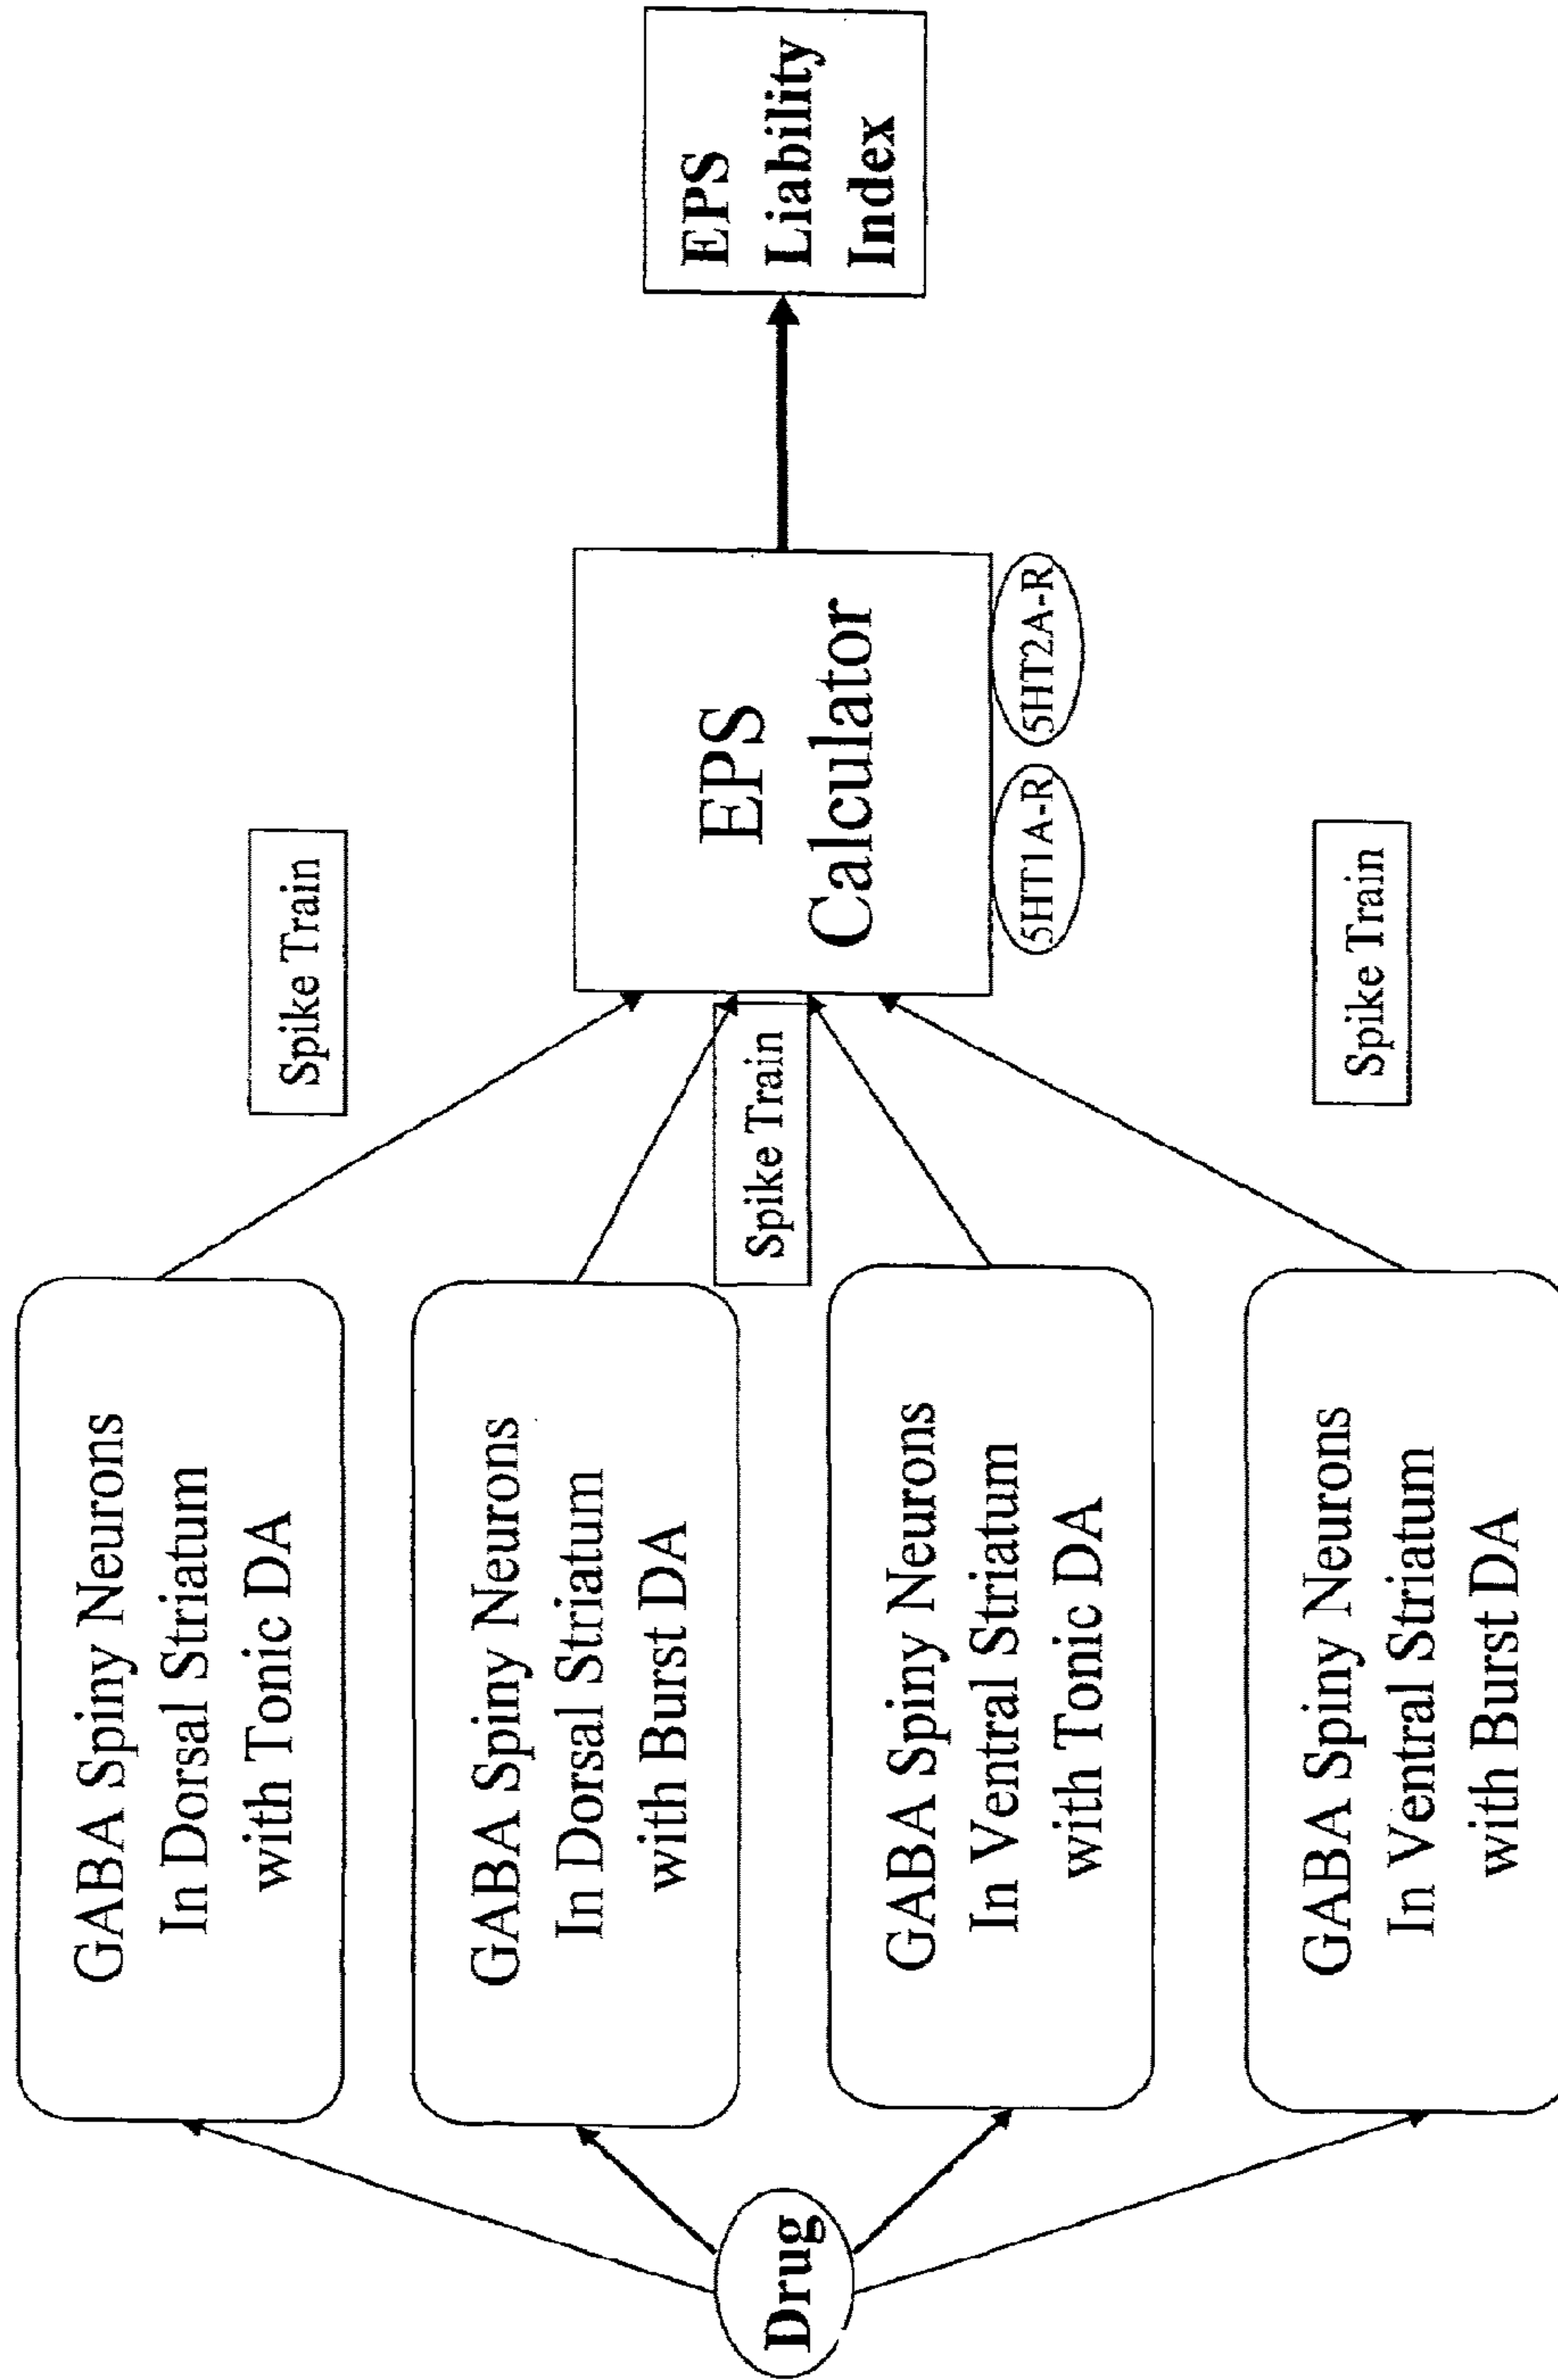 Drug
GABA Spiny Neurons
In Dorsal Striatum
with Tonic DA
GABA Spiny Neurons
In Dorsal Striatum
with Burst DA
GABA Spiny Neurons
In Ventral Striatum
with Tonic DA
GABA Spiny Neurons
In Ventral Striatum
with Burst DA
Spike Train
Spike Train
Spike Train
EPS
Calculator
5HT1A-R
5HT2A-R
EPS
Liability
Index